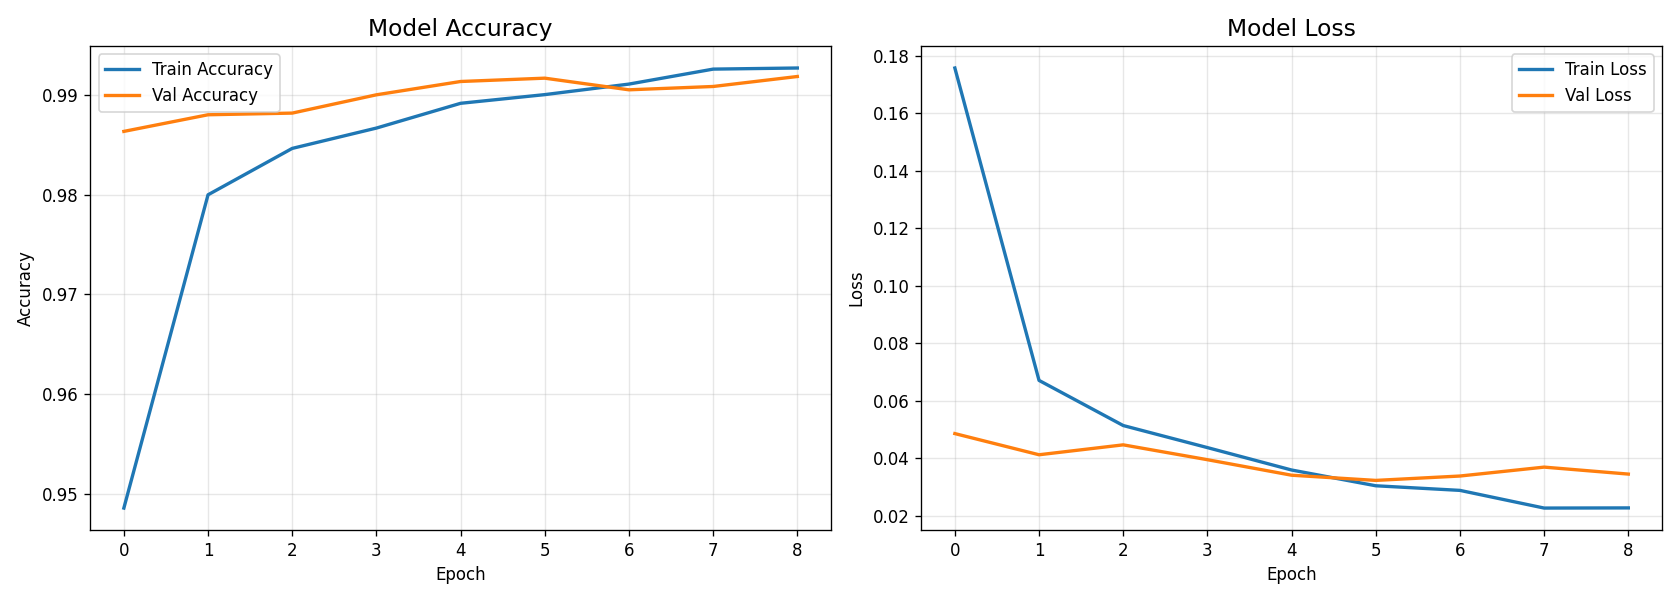 Model Accuracy
Train Accuracy
Val Accuracy
0.99
0.98
0.97
0.96
0.95
Accuracy
0 1 2 3 4 5 6 7 8
Epoch
Model Loss
Train Loss
Val Loss
0.18
0.16
0.14
0.12
0.10
0.08
0.06
0.04
0.02
Loss
0 1 2 3 4 5 6 7 8
Epoch